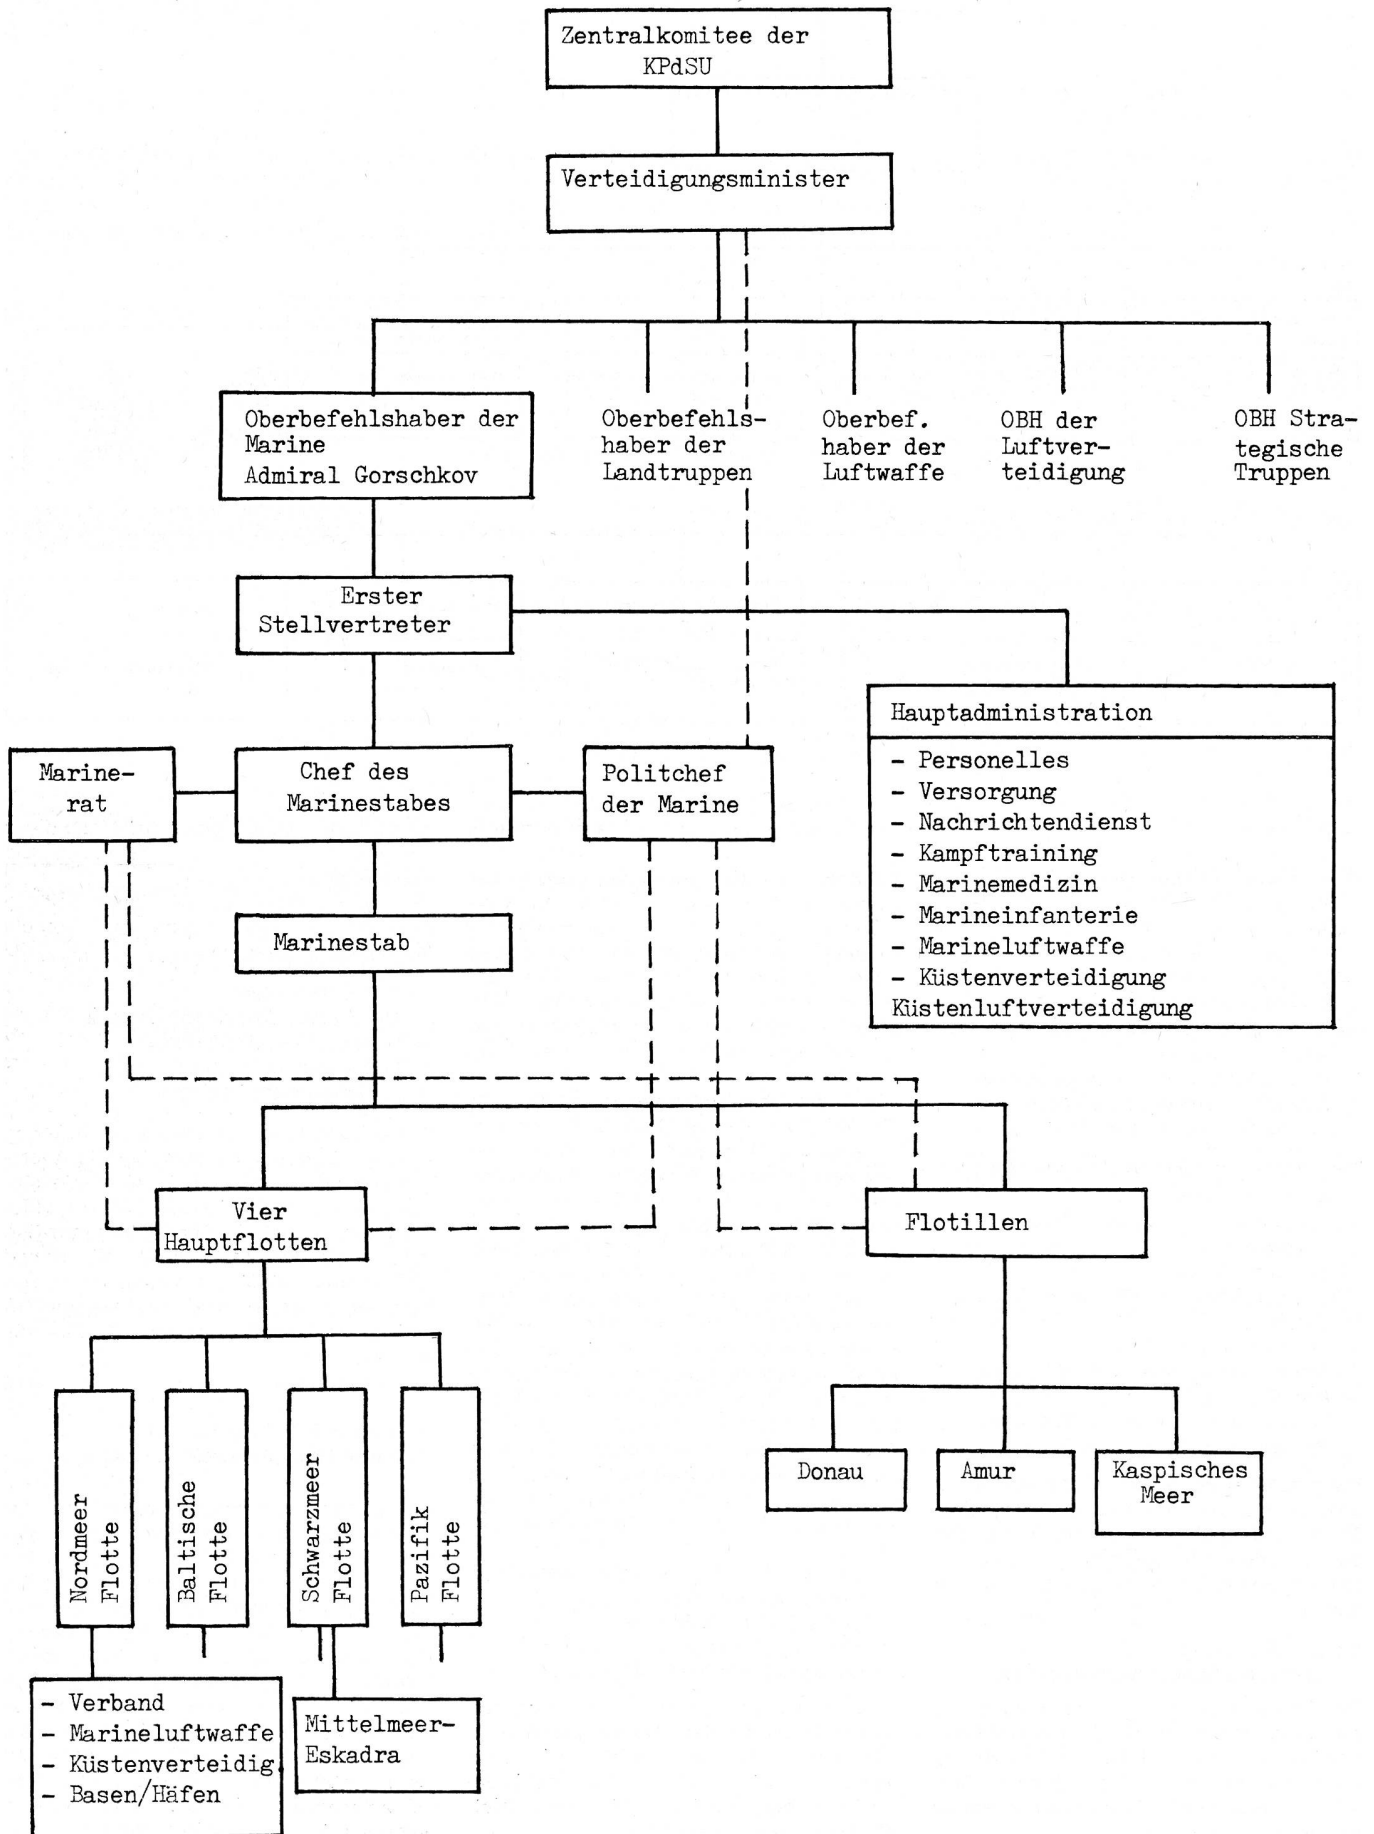 Zentralkomitee der
KPdSU
Verteidigungsminister
Oberbefehlshaber der
Marine
Admiral Gorschkov
Oberbefehls-
haber der
Landtruppen
Oberbef.
haber der
Luftwaffe
OBH der
Luftver-
teidigung
OBH Stra-
tegische
Truppen
Erster
Stellvertreter
Hauptadministration
- Personelles
- Versorgung
- Nachrichtendienst
- Kampftraining
- Marinemedizin
- Marineinfanterie
- Marineluftwaffe
- Küstenverteidigung
Küstenluftverteidigung
Marine-
rat
Chef des
Marinestabes
Politchef
der Marine
Marinestab
Vier
Hauptflotten
Flotillen
Nordmeer
Flotte
Baltische
Flotte
Schwarzmeer
Flotte
Pazifik
Flotte
Donau
Amur
Kaspisches
Meer
- Verband
- Marineluftwaffe
- Küstenverteidig.
- Basen/Häfen
Mittelmeer-
Eskadra